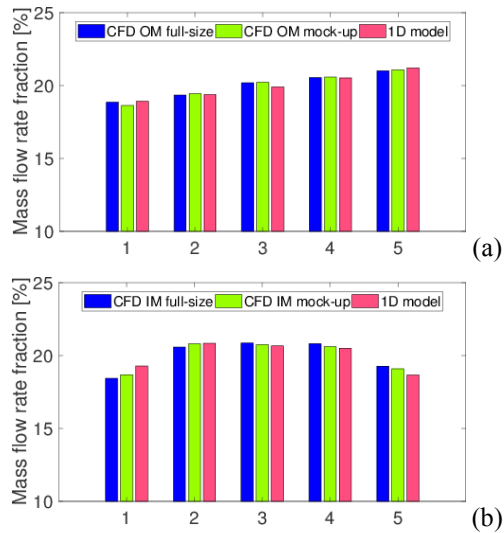 25
CFD OM full-size CFD OM mock-up 1D model
20
15
10
Mass flow rate fraction [%]
1 2 3 4 5
(a)
25
CFD IM full-size CFD IM mock-up 1D model
20
15
10
Mass flow rate fraction [%]
1 2 3 4 5
(b)